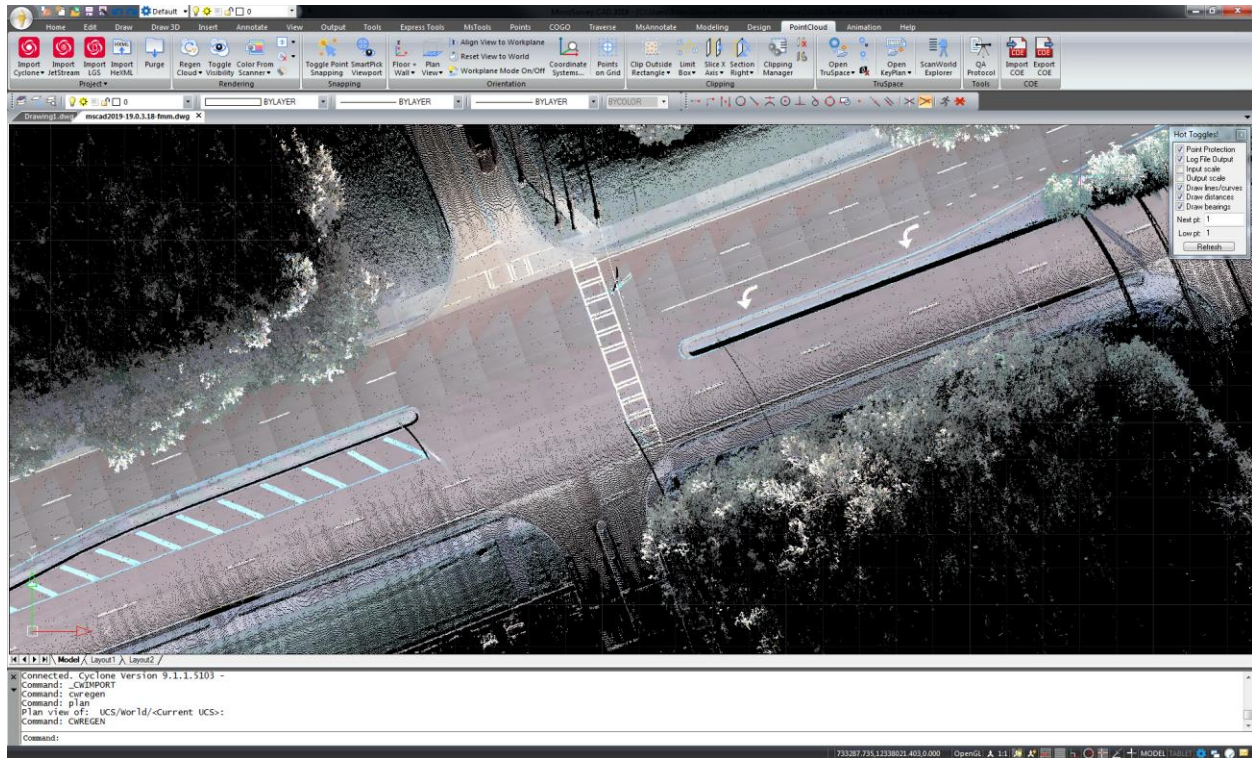 Default
Home Edit Draw Draw 3D Insert Annotate View Output Tools Express Tools MsTools Points COGO Traverse MsAnnotate Modeling Design PointCloud Animation Help
Import Cyclone
Import JetStream
Import LGS
Import HeXML
Purge
Regen Cloud
Toggle Visibility
Color From Scanner
Toggle Point Snapping
SmartPick Viewport
Floor + Wall
Plan View
Align View to Workplane
Reset View to World
Workplane Mode On/Off
Coordinate Systems...
Points on Grid
Clip Outside Rectangle
Limit Box
Slice X Axis
Section Right
Clipping Manager
Open TruSpace
Open KeyPlan
ScanWorld Explorer
QA Protocol
Import COE
Export COE
Project Rendering Snapping Orientation Clipping TruSpace Tools COE
0 BYLAYER BYLAYER BYLAYER BYCOLOR
Drawing1.dwg mscad2019-19.0.3.18-fmm.dwg X
Hot Toggles!
Point Protection
Log File Output
Input scale
Output scale
Draw lines/curves
Draw distances
Draw bearings
Next pt: 1
Low pt: 1
Refresh
Model Layout1 Layout2
Connected. Cyclone Version 9.1.1.5103 -
Command: _CWIMPORT
Command: cwregen
Command: plan
Plan view of: UCS/World/<Current UCS>:
Command: CWREGEN
Command:
733287.735,12338021.403,0.000 OpenGL 1:1 MODEL TABLET